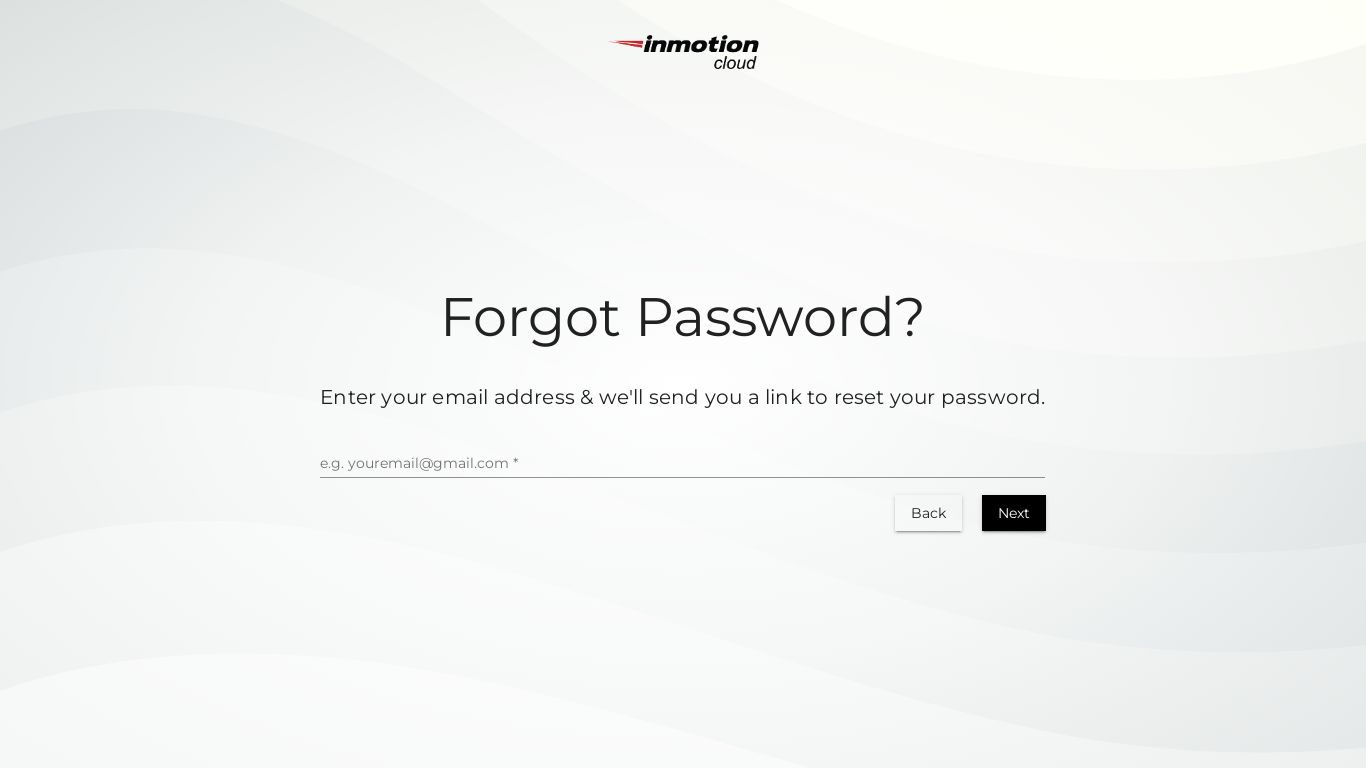 inmotion
cloud
Forgot Password?
Enter your email address & we'll send you a link to reset your password.
e.g. youremail@gmail.com *
Back Next